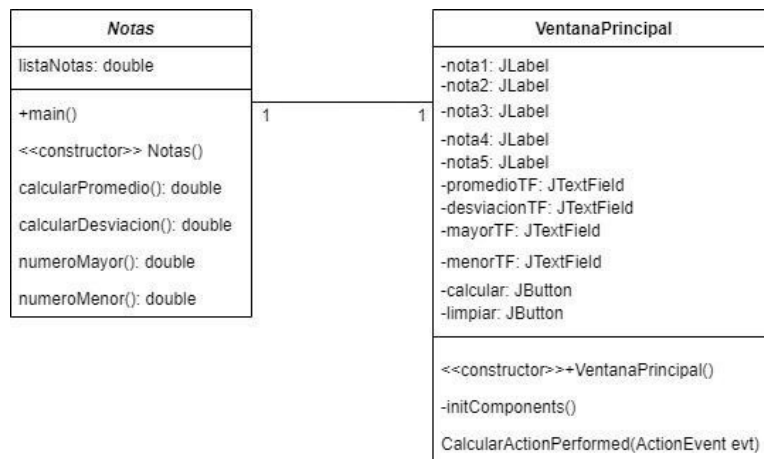 Notas
listaNotas: double
+main()
<<constructor>> Notas()
calcularPromedio(): double
calcularDesviacion(): double
numeroMayor(): double
numeroMenor(): double
1
1
VentanaPrincipal
-nota1: JLabel
-nota2: JLabel
-nota3: JLabel
-nota4: JLabel
-nota5: JLabel
-promedioTF: JTextField
-desviacionTF: JTextField
-mayorTF: JTextField
-menorTF: JTextField
-calcular: JButton
-limpiar: JButton
<<constructor>>+VentanaPrincipal()
-initComponents()
CalcularActionPerformed(ActionEvent evt)